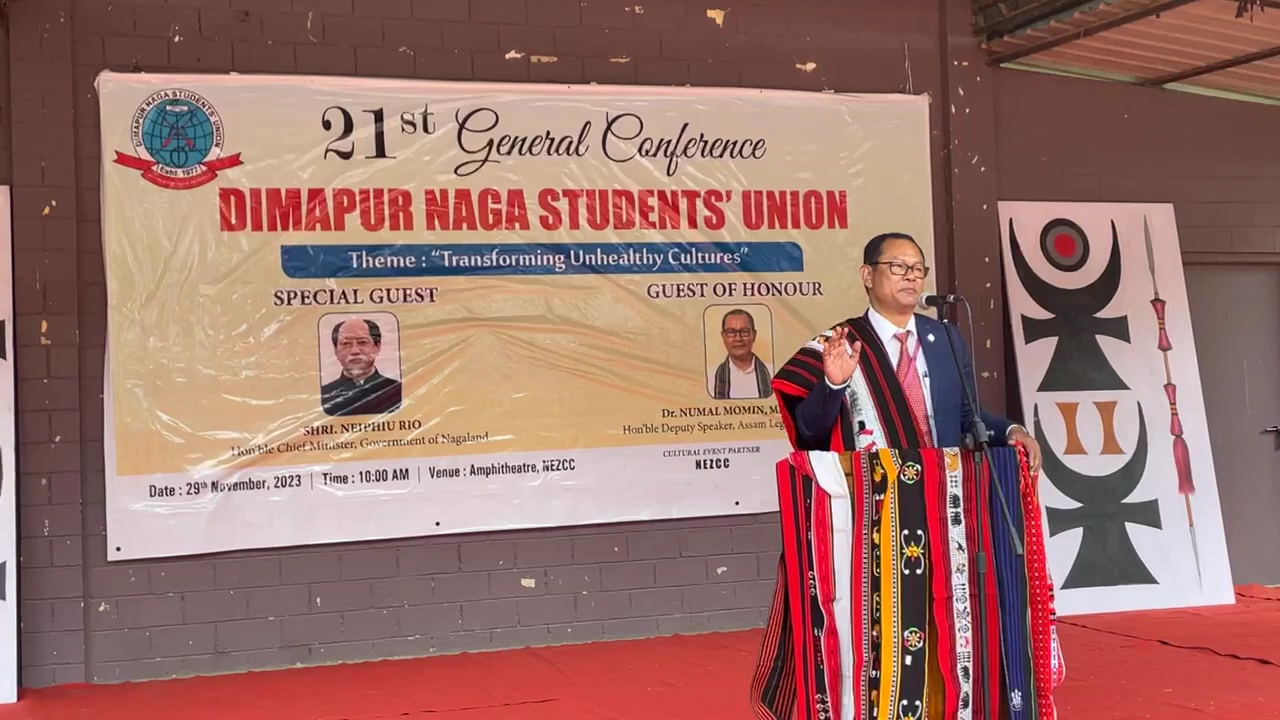 DIMAPUR NAGA STUDENTS' UNION
Estd. 1977
21st General Conference
DIMAPUR NAGA STUDENTS' UNION
Theme : "Transforming Unhealthy Cultures"
SPECIAL GUEST
SHRI. NEIPHIU RIO
Hon'ble Chief Minister, Government of Nagaland
GUEST OF HONOUR
Dr. NUMAL MOMIN,
Hon'ble Deputy Speaker, Assam
CULTURAL EVENT PARTNER
NEZCC
Date : 29th November, 2023 | Time : 10:00 AM | Venue : Amphitheatre, NEZCC